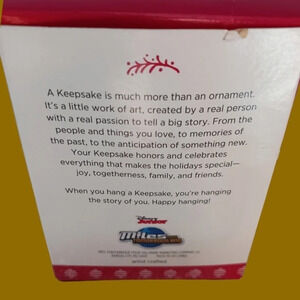 A Keepsake is much more than an ornament.
It's a little work of art, created by a real person
with a real passion to tell a big story. From the
people and things you love, to memories of
the past, to the anticipation of something new.
Your Keepsake honors and celebrates
everything that makes the holidays special—
joy, togetherness, family, and friends.
When you hang a Keepsake, you're hanging
the story of you. Happy hanging!
Disney
Junior
Miles
artist crafted